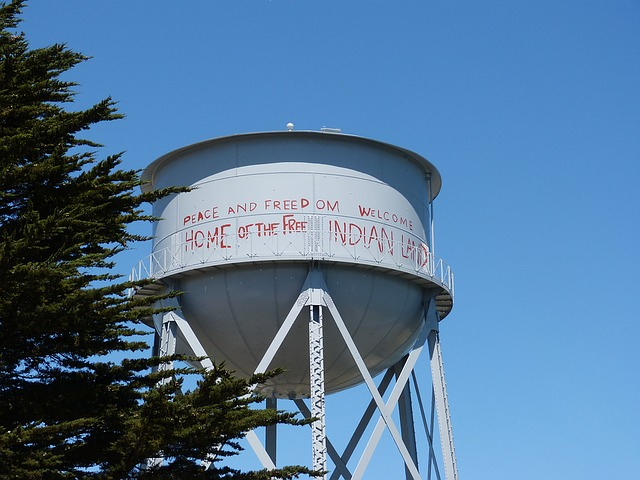 PEACE AND FREEDOM WELCOME
HOME OF THE FREE INDIAN LAND